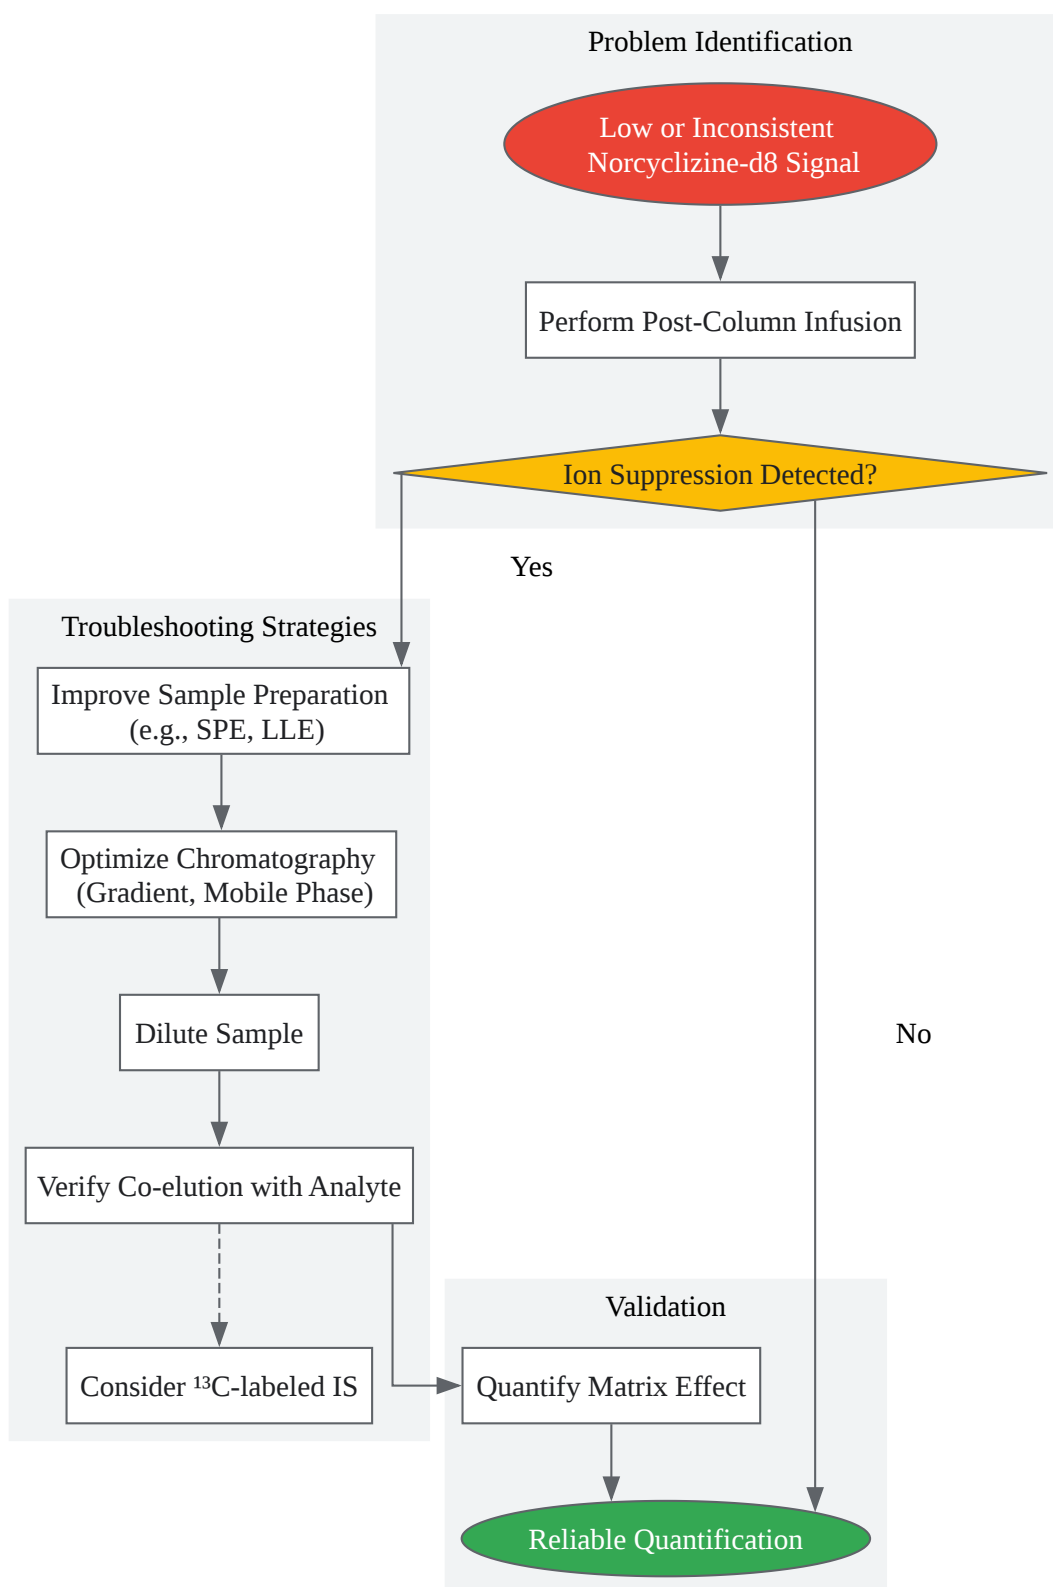 Problem Identification
Low or Inconsistent
Norcyclizine-d8 Signal
Perform Post-Column Infusion
Ion Suppression Detected?
Yes
Troubleshooting Strategies
Improve Sample Preparation
(e.g., SPE, LLE)
Optimize Chromatography
(Gradient, Mobile Phase)
Dilute Sample
No
Verify Co-elution with Analyte
Consider ¹³C-labeled IS
Validation
Quantify Matrix Effect
Reliable Quantification